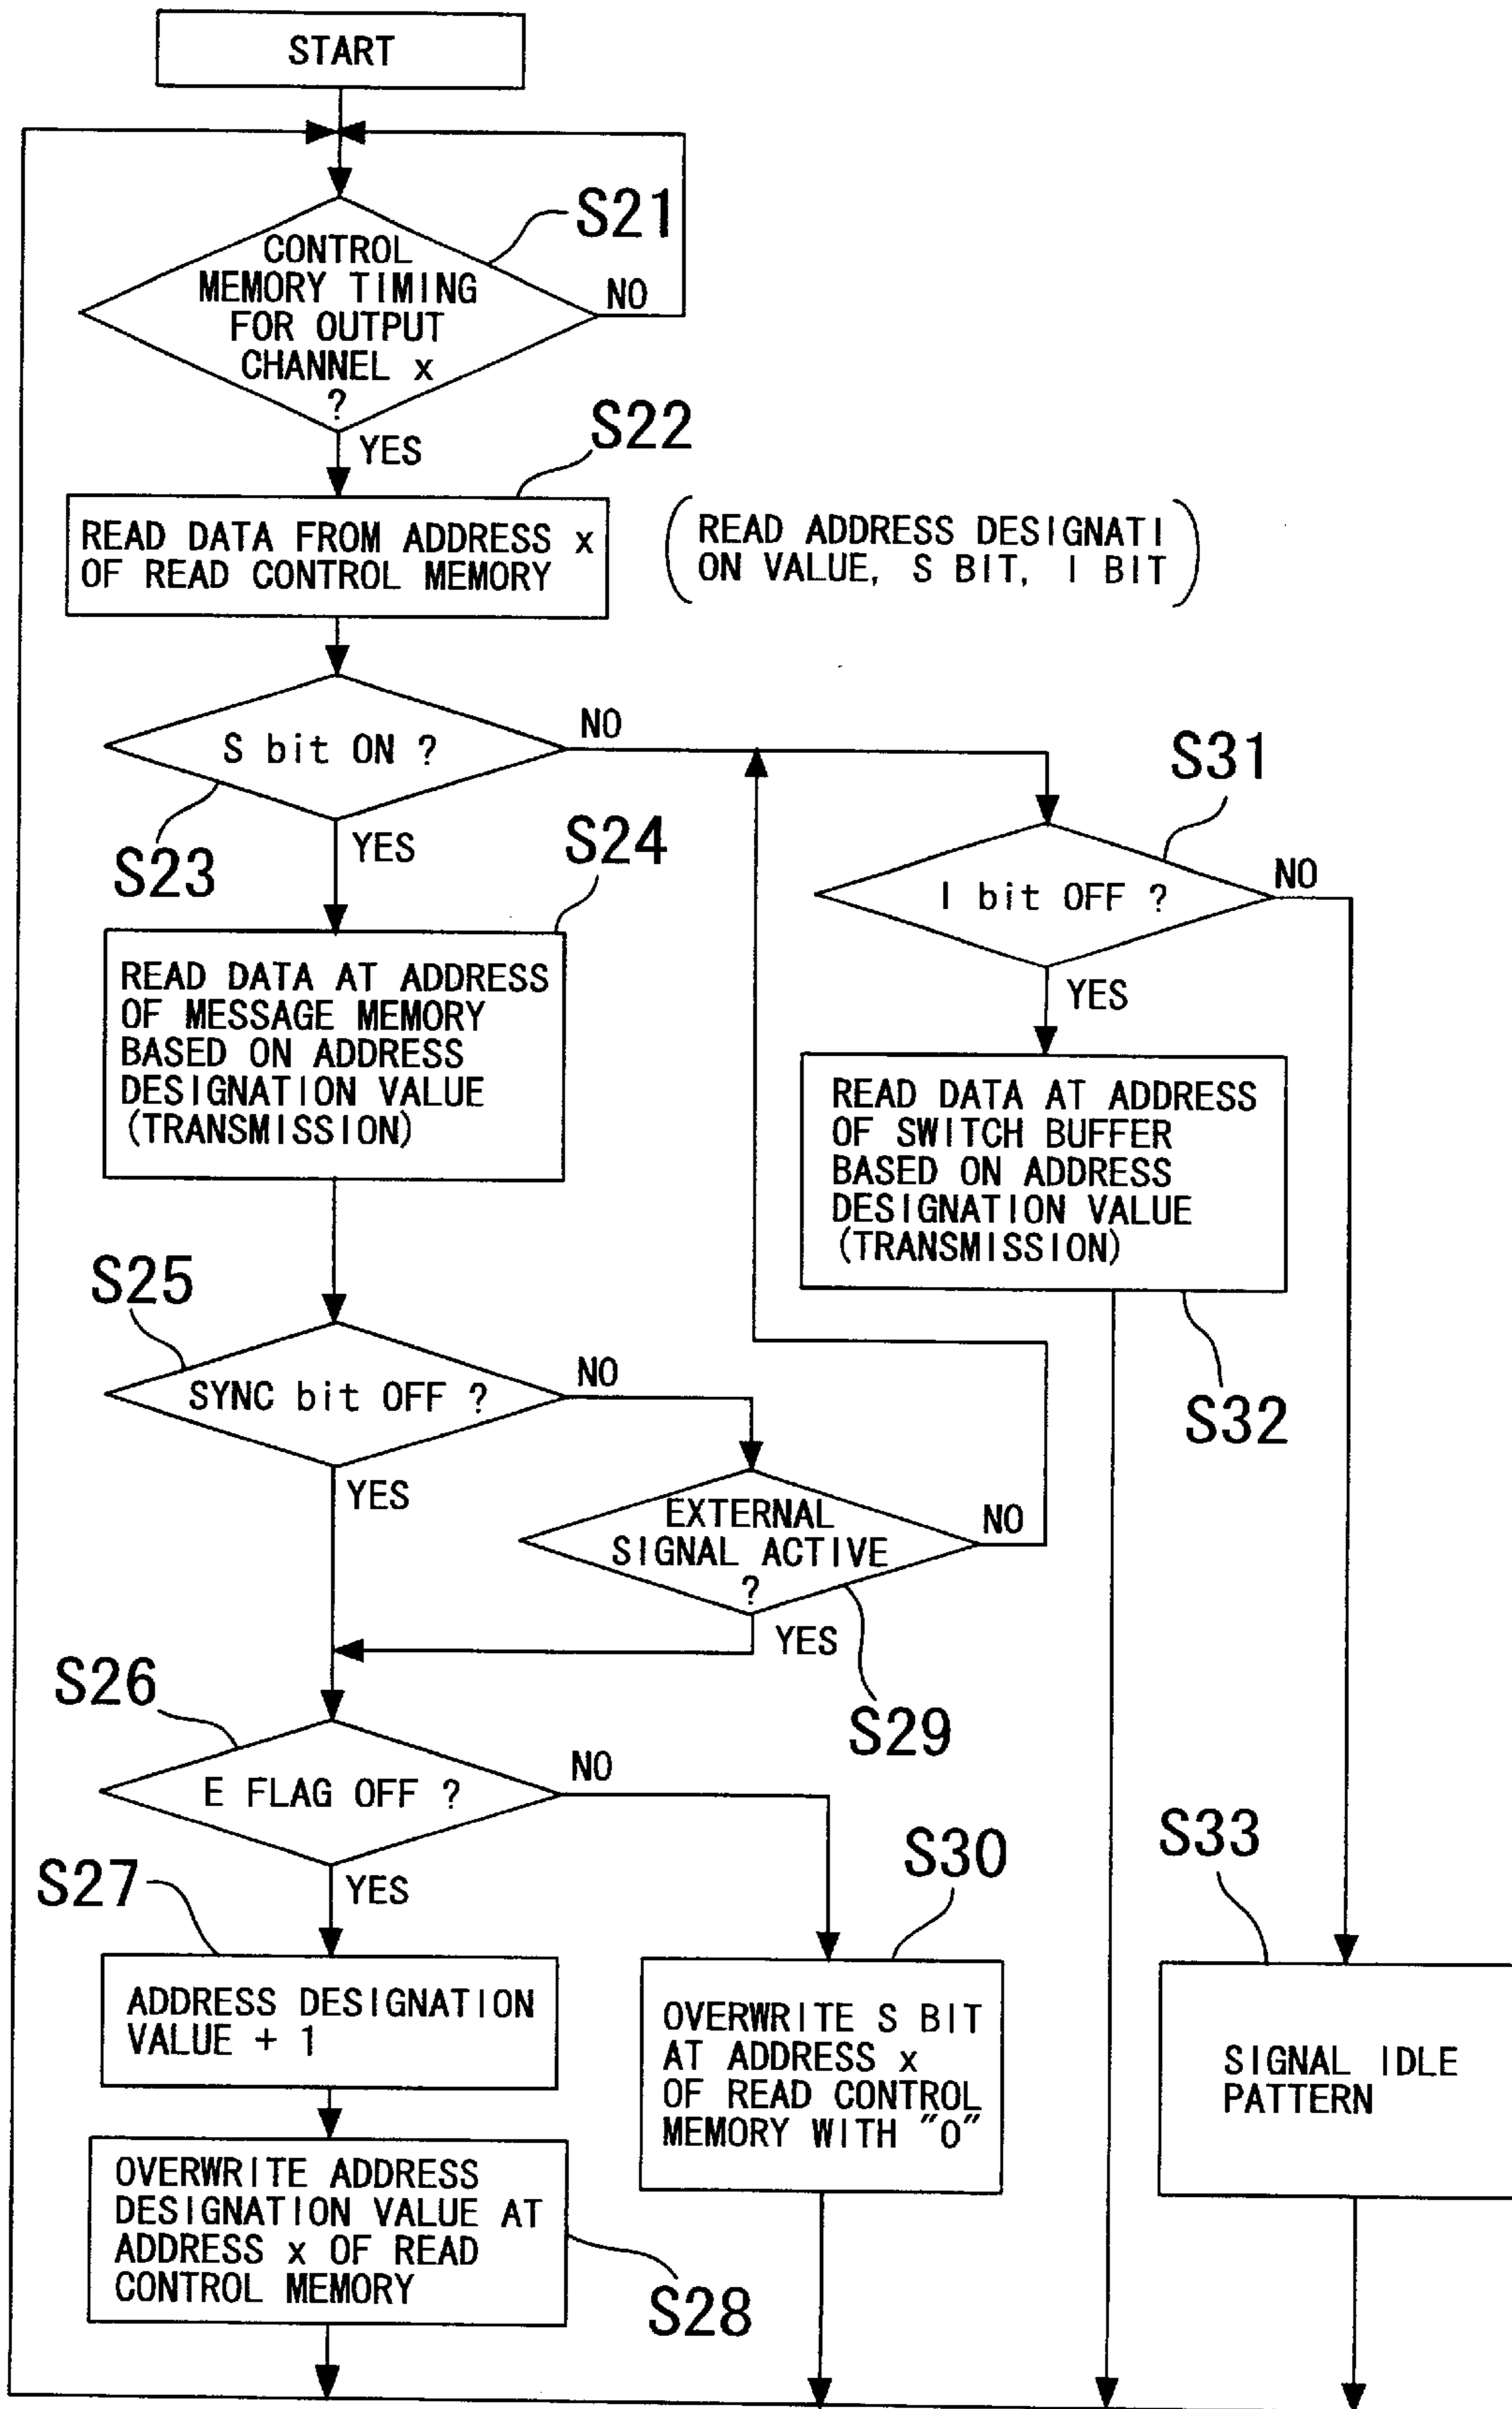 START
S21
CONTROL
MEMORY TIMING
FOR OUTPUT
CHANNEL x
?
NO
YES
S22
READ DATA FROM ADDRESS x
OF READ CONTROL MEMORY
READ ADDRESS DESIGNATI
ON VALUE, S BIT, I BIT
S bit ON ?
NO
S23
YES
S31
I bit OFF ?
NO
YES
S24
READ DATA AT ADDRESS
OF MESSAGE MEMORY
BASED ON ADDRESS
DESIGNATION VALUE
(TRANSMISSION)
READ DATA AT ADDRESS
OF SWITCH BUFFER
BASED ON ADDRESS
DESIGNATION VALUE
(TRANSMISSION)
S32
S25
SYNC bit OFF ?
NO
YES
EXTERNAL
SIGNAL ACTIVE
?
NO
YES
S29
S26
E FLAG OFF ?
NO
YES
S27
ADDRESS DESIGNATION
VALUE + 1
S30
OVERWRITE S BIT
AT ADDRESS x
OF READ CONTROL
MEMORY WITH "0"
S33
SIGNAL IDLE
PATTERN
OVERWRITE ADDRESS
DESIGNATION VALUE AT
ADDRESS x OF READ
CONTROL MEMORY
S28